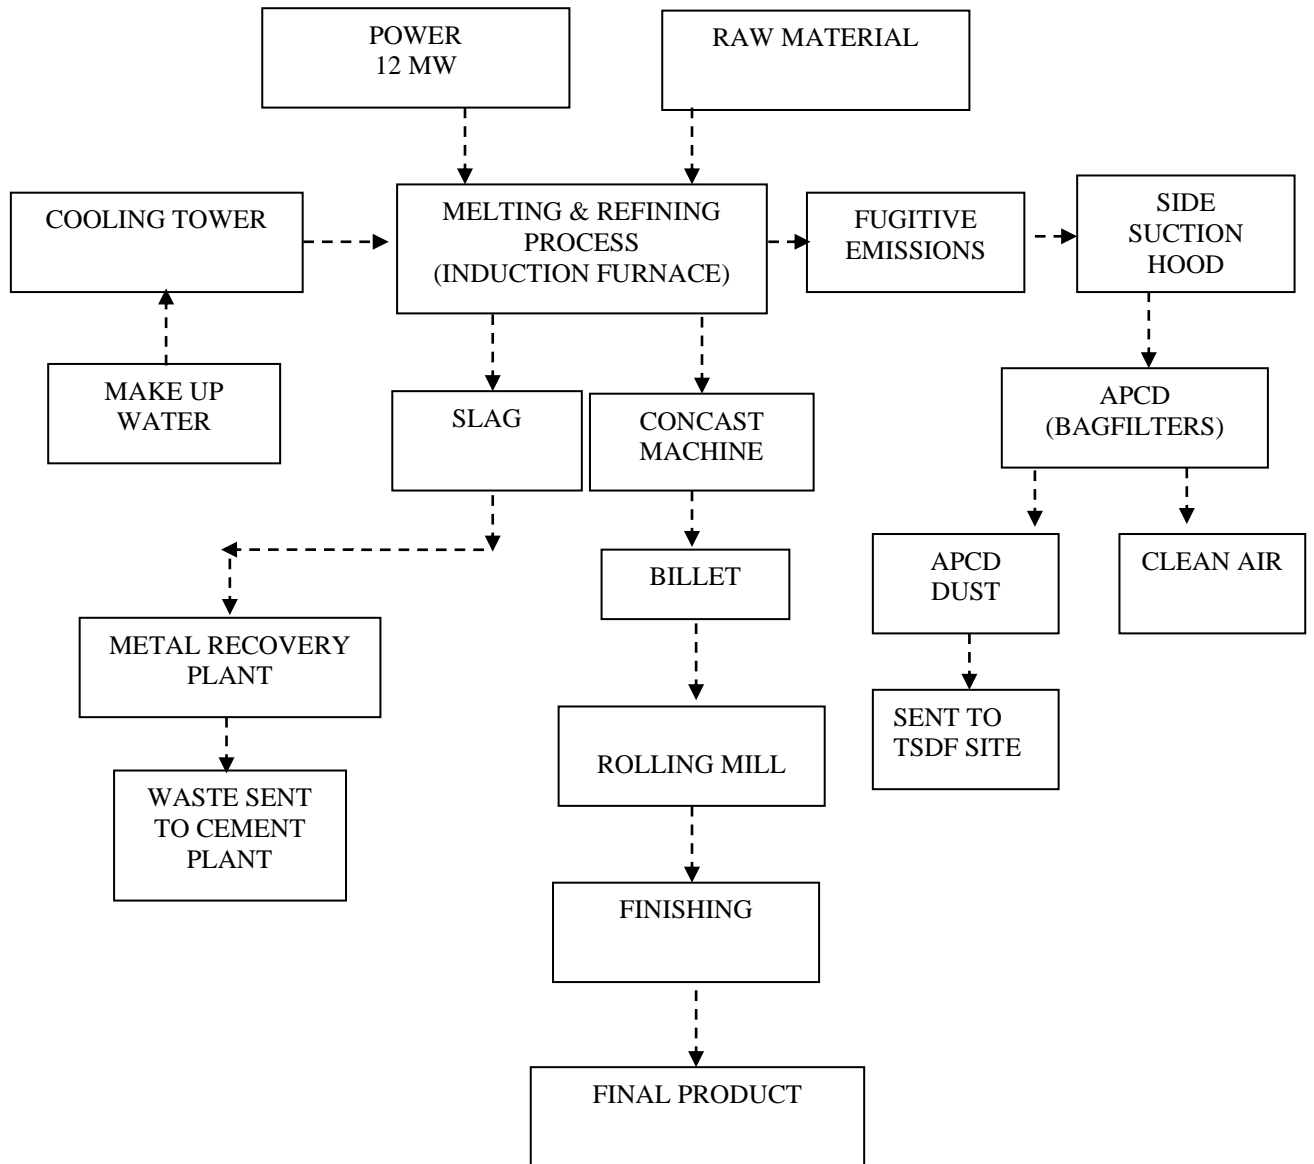 POWER
12 MW
RAW MATERIAL
COOLING TOWER
MELTING & REFINING
PROCESS
(INDUCTION FURNACE)
FUGITIVE
EMISSIONS
SIDE
SUCTION
HOOD
MAKE UP
WATER
SLAG
CONCAST
MACHINE
APCD
(BAGFILTERS)
BILLET
APCD
DUST
CLEAN AIR
METAL RECOVERY
PLANT
SENT TO
TSDF SITE
ROLLING MILL
WASTE SENT
TO CEMENT
PLANT
FINISHING
FINAL PRODUCT